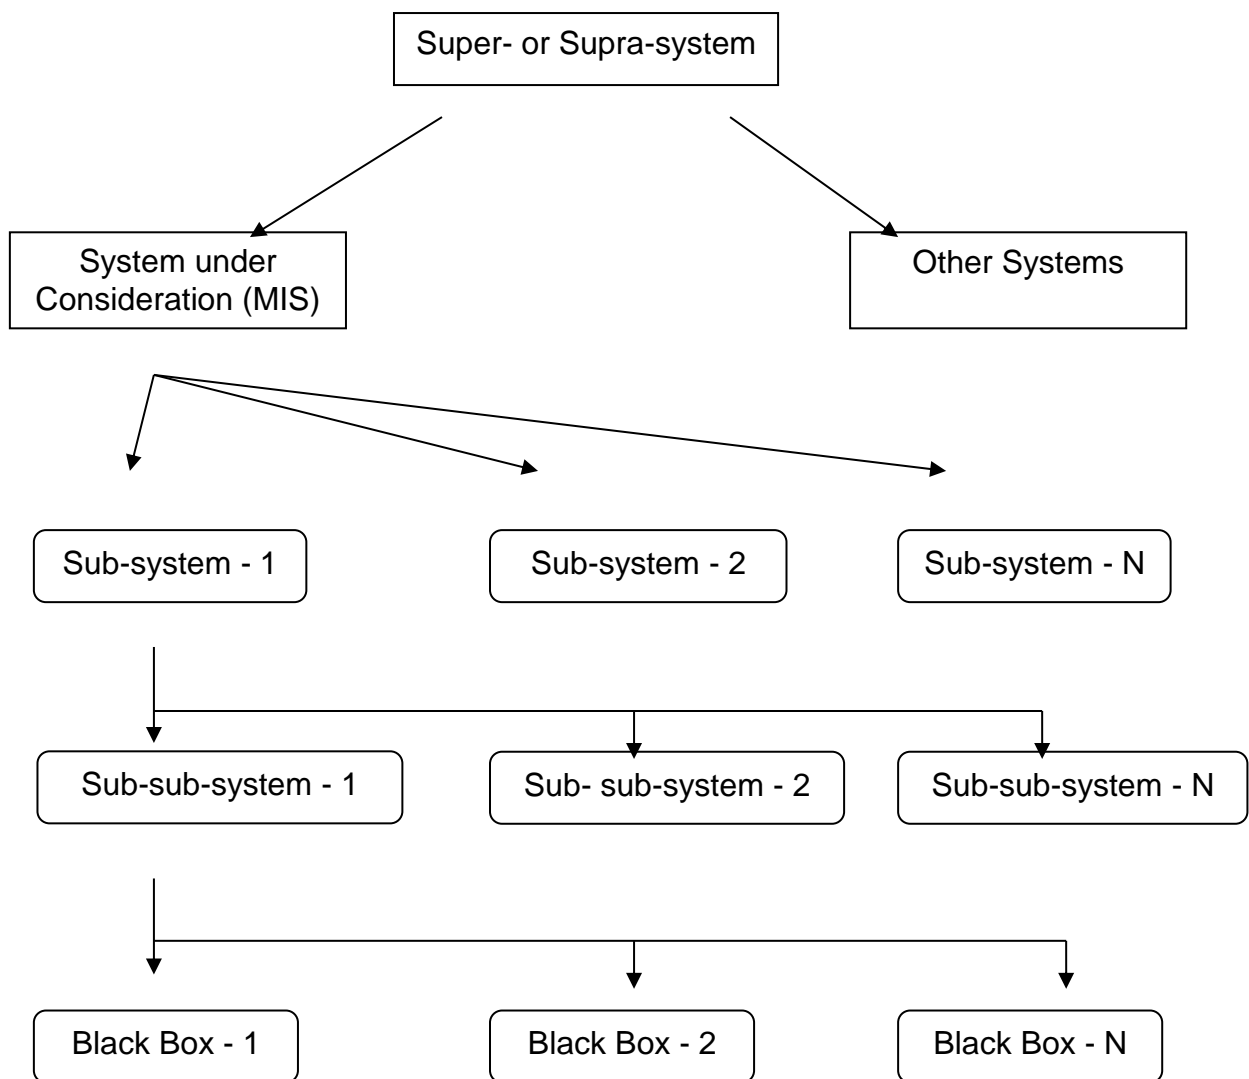 Super- or Supra-system
System under
Consideration (MIS)
Other Systems
Sub-system - 1
Sub-system - 2
Sub-system - N
Sub-sub-system - 1
Sub- sub-system - 2
Sub-sub-system - N
Black Box - 1
Black Box - 2
Black Box - N